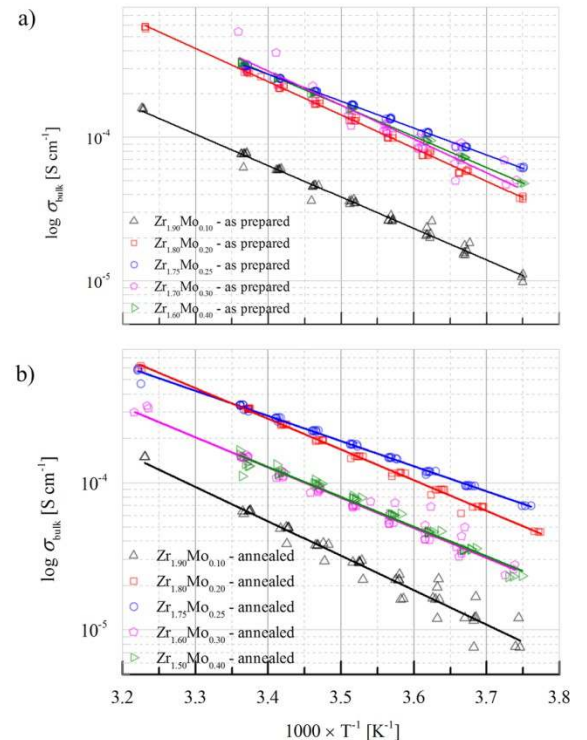 a)
log σbulk [S cm⁻¹]
10⁻⁴
10⁻⁵
Zr₁.₉₀Mo₀.₁₀ - as prepared
Zr₁.₈₀Mo₀.₂₀ - as prepared
Zr₁.₇₅Mo₀.₂₅ - as prepared
Zr₁.₇₀Mo₀.₃₀ - as prepared
Zr₁.₆₀Mo₀.₄₀ - as prepared
b)
log σbulk [S cm⁻¹]
10⁻⁴
10⁻⁵
Zr₁.₉₀Mo₀.₁₀ - annealed
Zr₁.₈₀Mo₀.₂₀ - annealed
Zr₁.₇₅Mo₀.₂₅ - annealed
Zr₁.₆₀Mo₀.₃₀ - annealed
Zr₁.₅₀Mo₀.₄₀ - annealed
3.2 3.3 3.4 3.5 3.6 3.7 3.8
1000 × T⁻¹ [K⁻¹]